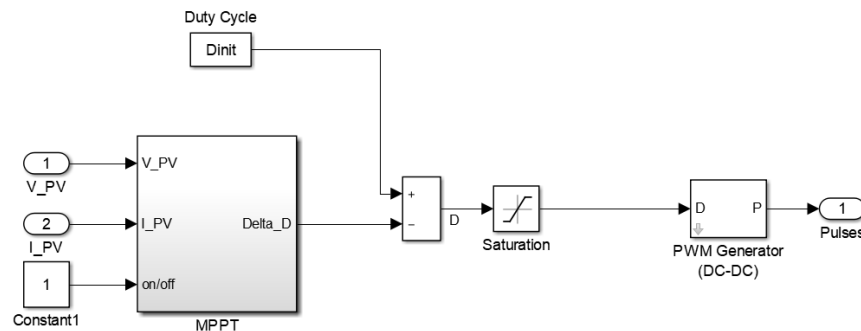 Duty Cycle
Dinit
1
V_PV
V_PV
2
I_PV
I_PV
Delta_D
1
Constant1
on/off
MPPT
+
−
D
Saturation
D
P
PWM Generator
(DC-DC)
1
Pulses